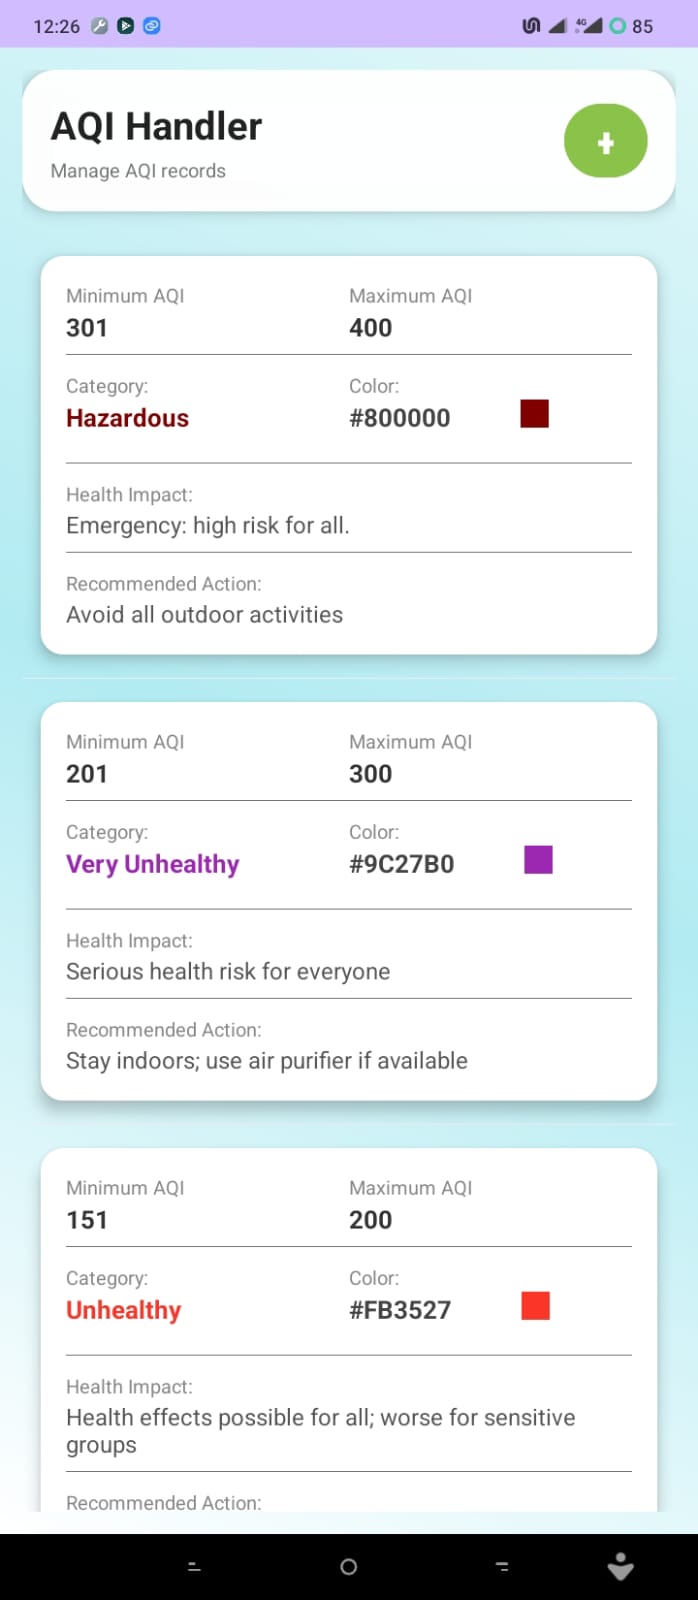 12:26
4G
85
AQI Handler
Manage AQI records
+
Minimum AQI
Maximum AQI
301
400
Category:
Color:
Hazardous
#800000
Health Impact:
Emergency: high risk for all.
Recommended Action:
Avoid all outdoor activities
Minimum AQI
Maximum AQI
201
300
Category:
Color:
Very Unhealthy
#9C27B0
Health Impact:
Serious health risk for everyone
Recommended Action:
Stay indoors; use air purifier if available
Minimum AQI
Maximum AQI
151
200
Category:
Color:
Unhealthy
#FB3527
Health Impact:
Health effects possible for all; worse for sensitive
groups
Recommended Action: